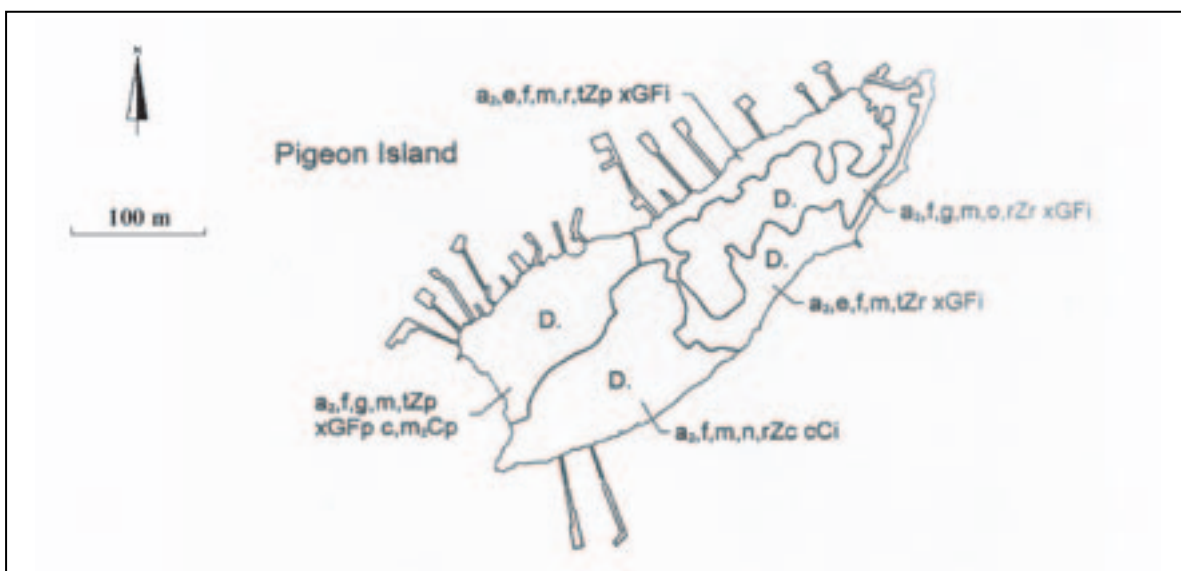 N
a₂,e,f,m,r,tZp xGFi
Pigeon Island
100 m
D.
a₂,f,g,m,o,rZr xGFi
D.
a₂,e,f,m,tZr xGFi
D.
D.
a₂,f,g,m,tZp
xGFp c,m₂Cp
a₂,f,m,n,rZc cCi